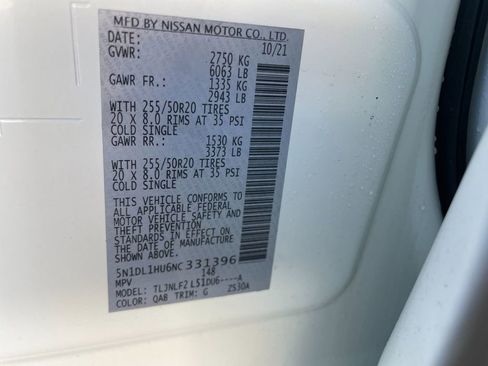 MFD BY NISSAN MOTOR CO., LTD.
DATE: 10/21
GVWR: 2750 KG
6063 LB
GAWR FR.: 1335 KG
2943 LB
WITH 255/50R20 TIRES
20 X 8.0 RIMS AT 35 PSI
COLD SINGLE
GAWR RR.: 1530 KG
3373 LB
WITH 255/50R20 TIRES
20 X 8.0 RIMS AT 35 PSI
COLD SINGLE
THIS VEHICLE CONFORMS
TO ALL APPLICABLE FEDERAL
MOTOR VEHICLE SAFETY AND
THEFT PREVENTION
STANDARDS IN EFFECT ON
THE DATE OF MANUFACTURE
SHOWN ABOVE.
5N1DL1HU6NC331396
MPV 148
MODEL: TLJNLF2 L51DU6----A
COLOR: QAB TRIM: G ZS30A